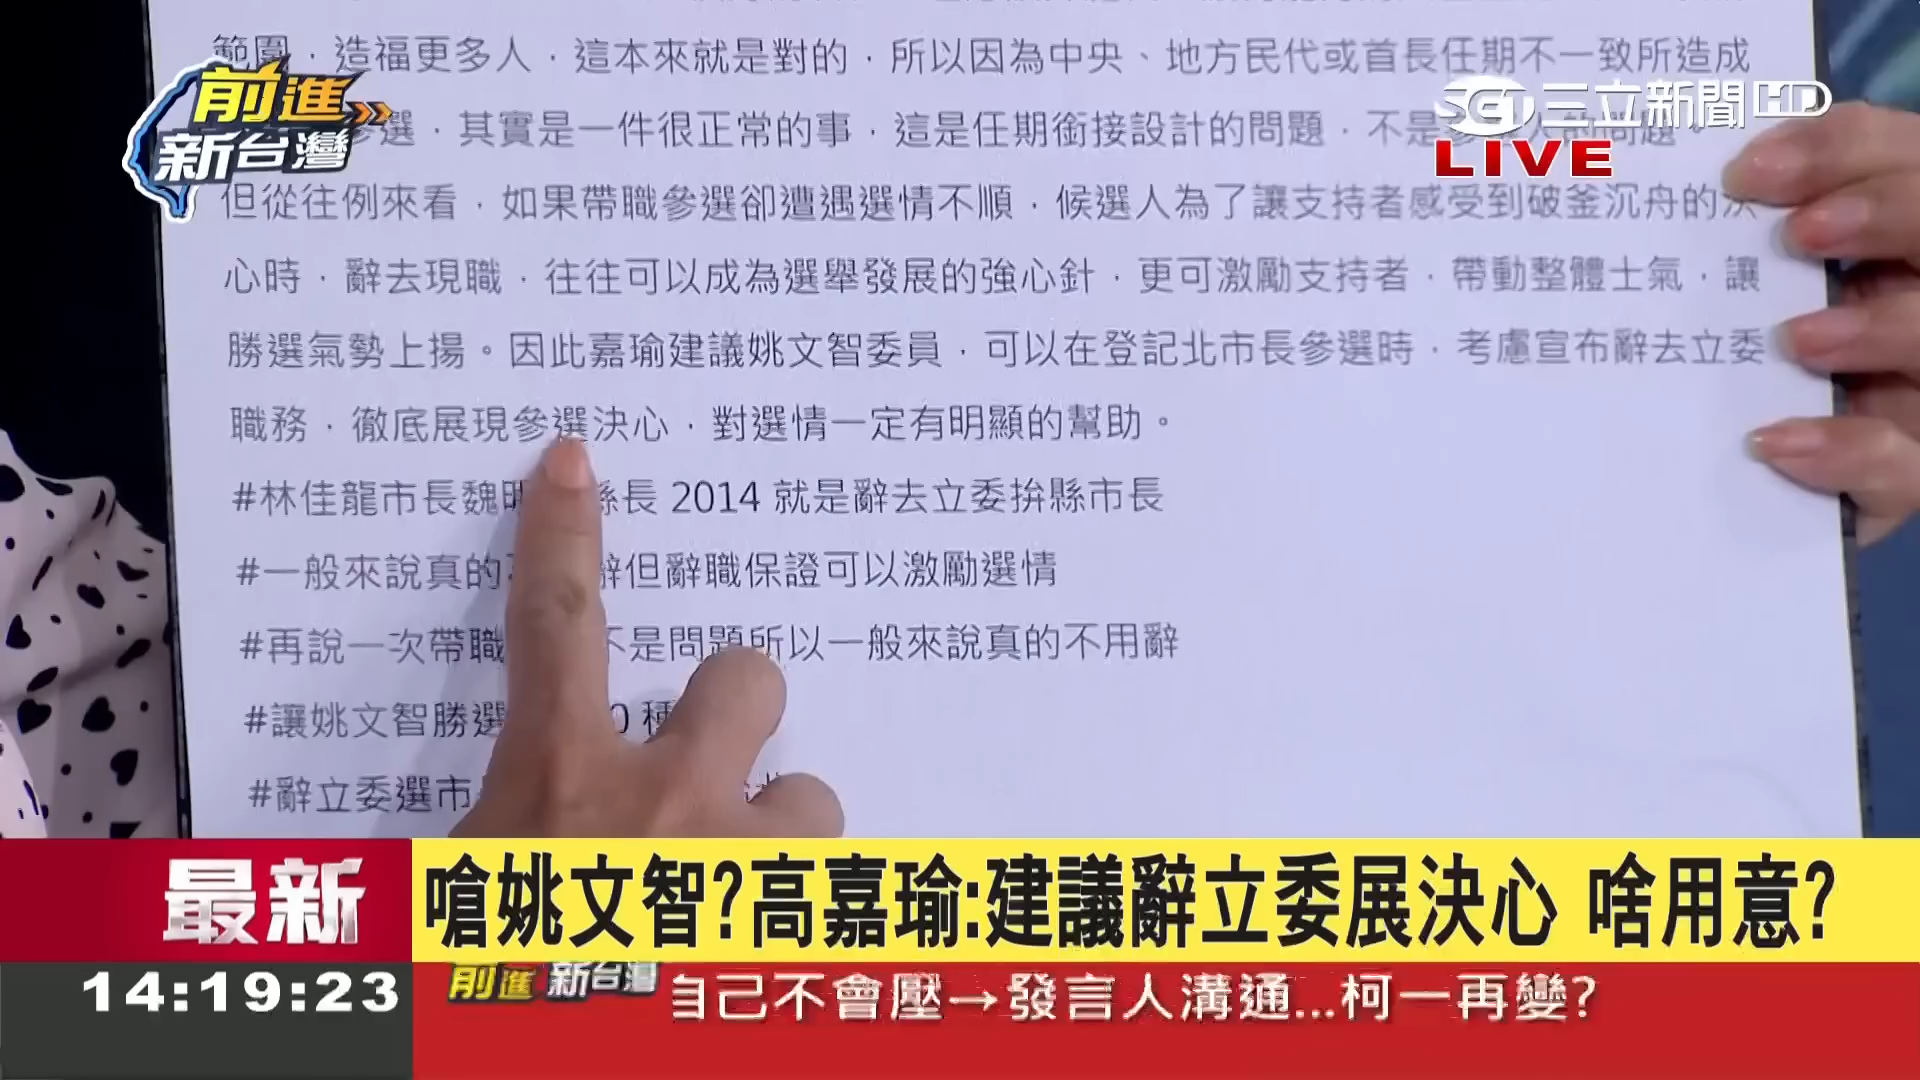 範圍，造福更多人，這本來就是對的，所以因為中央、地方民代或首長任期不一致所造成
前進
新台灣
SET三立新聞HD
LIVE
選，其實是一件很正常的事，這是任期銜接設計的問題，不是
但從往例來看，如果帶職參選卻遭遇選情不順，候選人為了讓支持者感受到破釜沉舟的決
心時，辭去現職，往往可以成為選舉發展的強心針，更可激勵支持者，帶動整體士氣，讓
勝選氣勢上揚。因此嘉瑜建議姚文智委員，可以在登記北市長參選時，考慮宣布辭去立委
職務，徹底展現參選決心，對選情一定有明顯的幫助。
#林佳龍市長魏明 縣長 2014 就是辭去立委拚縣市長
#一般來說真的 辭但辭職保證可以激勵選情
#再說一次帶職 不是問題所以一般來說真的不用辭
#讓姚文智勝選 0 種
#辭立委選市
最新
嗆姚文智?高嘉瑜:建議辭立委展決心 啥用意?
14:19:23
前進新台灣
自己不會壓→發言人溝通...柯一再變?